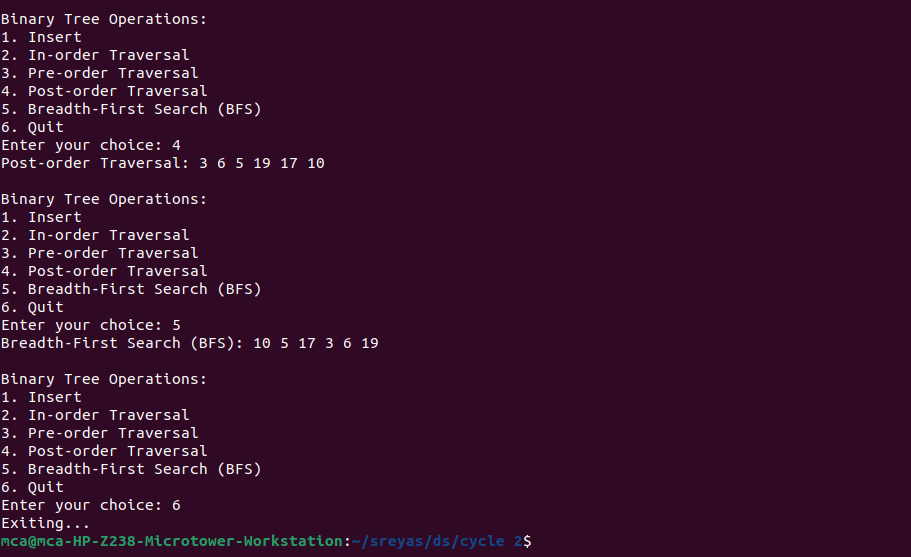 Binary Tree Operations:
1. Insert
2. In-order Traversal
3. Pre-order Traversal
4. Post-order Traversal
5. Breadth-First Search (BFS)
6. Quit
Enter your choice: 4
Post-order Traversal: 3 6 5 19 17 10
Binary Tree Operations:
1. Insert
2. In-order Traversal
3. Pre-order Traversal
4. Post-order Traversal
5. Breadth-First Search (BFS)
6. Quit
Enter your choice: 5
Breadth-First Search (BFS): 10 5 17 3 6 19
Binary Tree Operations:
1. Insert
2. In-order Traversal
3. Pre-order Traversal
4. Post-order Traversal
5. Breadth-First Search (BFS)
6. Quit
Enter your choice: 6
Exiting...
mca@mca-HP-Z238-Microtower-Workstation:~/sreyas/ds/cycle 2$